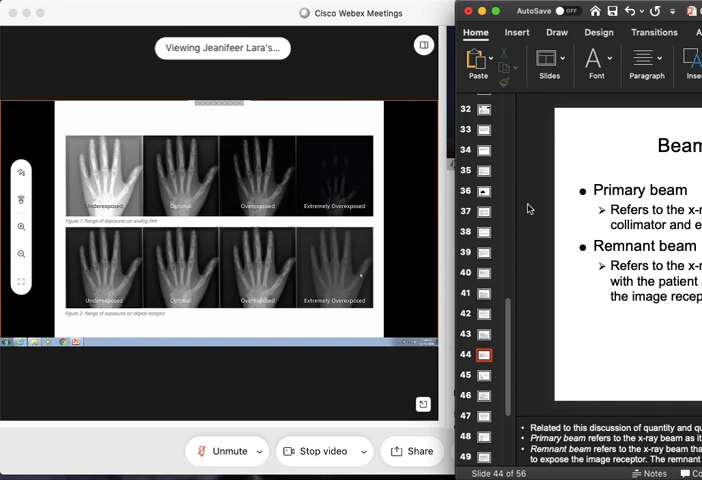 Cisco Webex Meetings
Viewing Jeanifeer Lara's...
Underexposed
Optimal
Overexposed
Extremely Overexposed
Figure 1: Range of exposures on analog film
Underexposed
Optimal
Overexposed
Extremely Overexposed
Figure 2: Range of exposures on digital receptor
Unmute
Stop video
Share
AutoSave
OFF
Home
Insert
Draw
Design
Transitions
A
Paste
Slides
Font
Paragraph
Inser
32
33
34
35
36
37
38
39
40
41
42
43
44
45
46
47
48
49
Beam
• Primary beam
➢ Refers to the x-r
collimator and e
• Remnant beam
➢ Refers to the x-r
with the patient a
the image recep
• Related to this discussion of quantity and qu
• Primary beam refers to the x-ray beam as it
• Remnant beam refers to the x-ray beam tha
to expose the image receptor. The remnant
Slide 44 of 56
Notes
Co